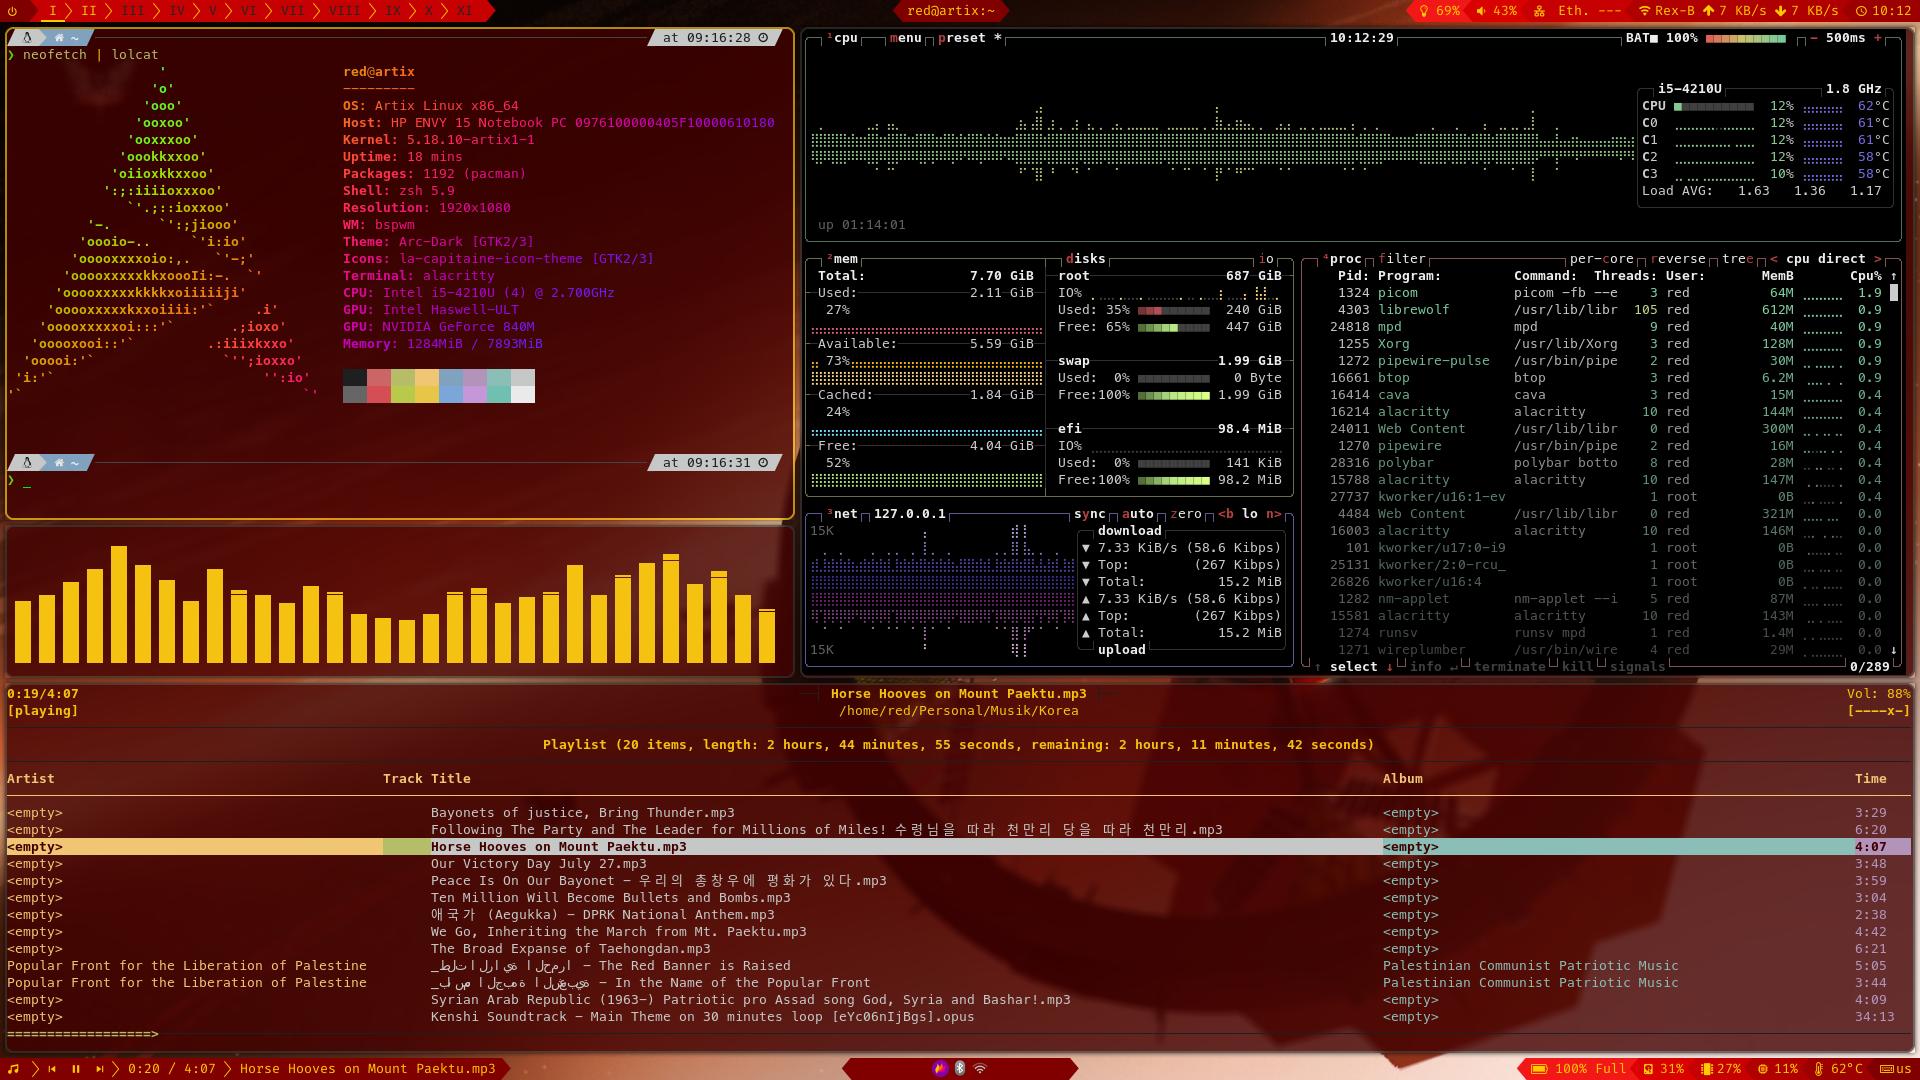 I II III IV V VI VII VIII IX X XI
red@artix:~
69% 43% Eth. --- Rex-B 7 KB/s 7 KB/s 10:12
~ at 09:16:28
❯ neofetch | lolcat
red@artix
---------
OS: Artix Linux x86_64
Host: HP ENVY 15 Notebook PC 0976100000405F10000610180
Kernel: 5.18.10-artix1-1
Uptime: 18 mins
Packages: 1192 (pacman)
Shell: zsh 5.9
Resolution: 1920x1080
WM: bspwm
Theme: Arc-Dark [GTK2/3]
Icons: la-capitaine-icon-theme [GTK2/3]
Terminal: alacritty
CPU: Intel i5-4210U (4) @ 2.700GHz
GPU: Intel Haswell-ULT
GPU: NVIDIA GeForce 840M
Memory: 1284MiB / 7893MiB
~ at 09:16:31
❯ _
¹cpu menu preset * 10:12:29 BAT■ 100% - 500ms +
i5-4210U 1.8 GHz
CPU 12% 62°C
C0 12% 61°C
C1 12% 61°C
C2 12% 58°C
C3 10% 58°C
Load AVG: 1.63 1.36 1.17
up 01:14:01
²mem
Total: 7.70 GiB
Used: 2.11 GiB
27%
Available: 5.59 GiB
73%
Cached: 1.84 GiB
24%
Free: 4.04 GiB
52%
disks io
root 687 GiB
IO%
Used: 35% 240 GiB
Free: 65% 447 GiB
swap 1.99 GiB
Used: 0% 0 Byte
Free:100% 1.99 GiB
efi 98.4 MiB
IO%
Used: 0% 141 KiB
Free:100% 98.2 MiB
³net 127.0.0.1 sync auto zero <b lo n>
15K
download
▼ 7.33 KiB/s (58.6 Kibps)
▼ Top: (267 Kibps)
▼ Total: 15.2 MiB
▲ 7.33 KiB/s (58.6 Kibps)
▲ Top: (267 Kibps)
▲ Total: 15.2 MiB
15K
upload
⁴proc filter per-core reverse tree < cpu direct >
Pid: Program: Command: Threads: User: MemB Cpu% ↑
1324 picom picom -fb --e 3 red 64M 1.9
4303 librewolf /usr/lib/libr 105 red 612M 0.9
24818 mpd mpd 9 red 40M 0.9
1255 Xorg /usr/lib/Xorg 3 red 128M 0.9
1272 pipewire-pulse /usr/bin/pipe 2 red 30M 0.9
16661 btop btop 3 red 6.2M 0.9
16414 cava cava 3 red 15M 0.9
16214 alacritty alacritty 10 red 144M 0.4
24011 Web Content /usr/lib/libr 0 red 300M 0.4
1270 pipewire /usr/bin/pipe 2 red 16M 0.4
28316 polybar polybar botto 8 red 28M 0.4
15788 alacritty alacritty 10 red 147M 0.4
27737 kworker/u16:1-ev 1 root 0B 0.4
4484 Web Content /usr/lib/libr 0 red 321M 0.0
16003 alacritty alacritty 10 red 146M 0.0
101 kworker/u17:0-i9 1 root 0B 0.0
25131 kworker/2:0-rcu_ 1 root 0B 0.0
26826 kworker/u16:4 1 root 0B 0.0
1282 nm-applet nm-applet --i 5 red 87M 0.0
15581 alacritty alacritty 10 red 143M 0.0
1274 runsv runsv mpd 1 red 1.4M 0.0
1271 wireplumber /usr/bin/wire 4 red 29M 0.0 ↓
↑ select ↓ info ↵ terminate kill signals 0/289
0:19/4:07 Horse Hooves on Mount Paektu.mp3 Vol: 88%
[playing] /home/red/Personal/Musik/Korea [----x-]
Playlist (20 items, length: 2 hours, 44 minutes, 55 seconds, remaining: 2 hours, 11 minutes, 42 seconds)
Artist Track Title Album Time
<empty> Bayonets of justice, Bring Thunder.mp3 <empty> 3:29
<empty> Following The Party and The Leader for Millions of Miles! 수령님을 따라 천만리 당을 따라 천만리.mp3 <empty> 6:20
<empty> Horse Hooves on Mount Paektu.mp3 <empty> 4:07
<empty> Our Victory Day July 27.mp3 <empty> 3:48
<empty> Peace Is On Our Bayonet - 우리의 총창우에 평화가 있다.mp3 <empty> 3:59
<empty> Ten Million Will Become Bullets and Bombs.mp3 <empty> 3:04
<empty> 애국가 (Aegukka) - DPRK National Anthem.mp3 <empty> 2:38
<empty> We Go, Inheriting the March from Mt. Paektu.mp3 <empty> 4:42
<empty> The Broad Expanse of Taehongdan.mp3 <empty> 6:21
Popular Front for the Liberation of Palestine - The Red Banner is Raised Palestinian Communist Patriotic Music 5:05
Popular Front for the Liberation of Palestine - In the Name of the Popular Front Palestinian Communist Patriotic Music 3:44
<empty> Syrian Arab Republic (1963-) Patriotic pro Assad song God, Syria and Bashar!.mp3 <empty> 4:09
<empty> Kenshi Soundtrack - Main Theme on 30 minutes loop [eYc06nIjBgs].opus <empty> 34:13
==================>
0:20 / 4:07 Horse Hooves on Mount Paektu.mp3
100% Full 31% 27% 11% 62°C us